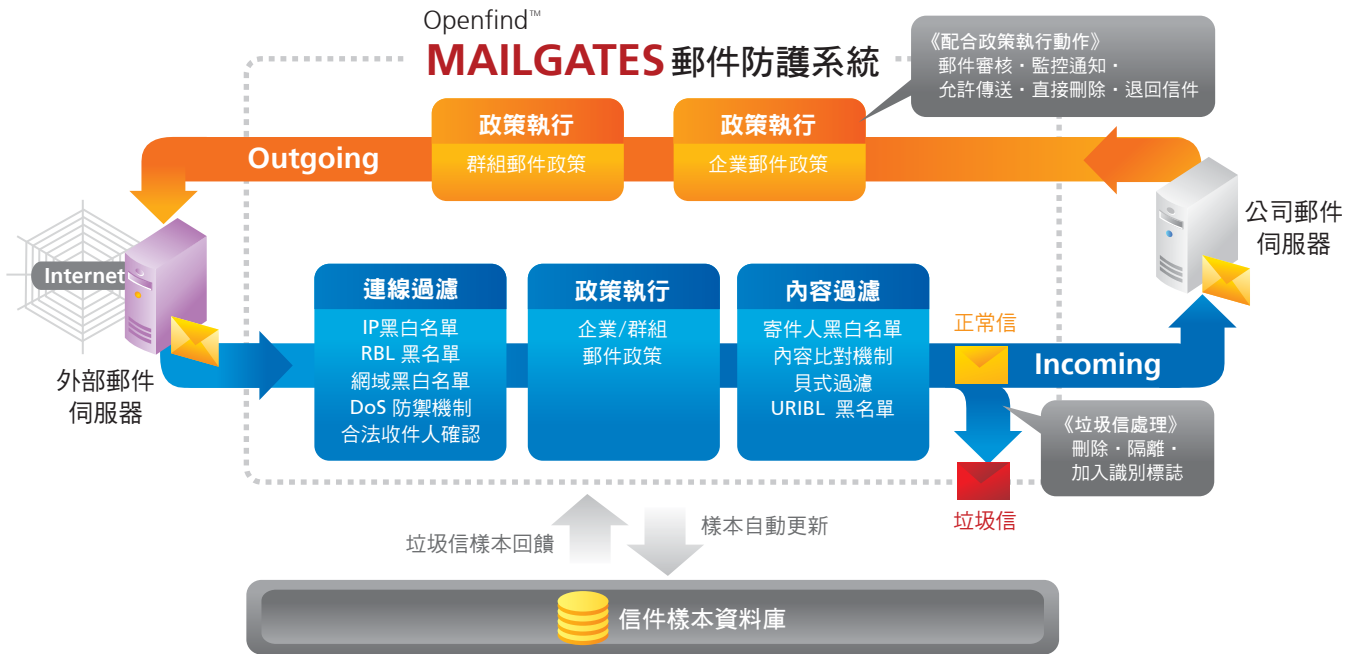 Openfind™
MAILGATES 郵件防護系統
《配合政策執行動作》
郵件審核・監控通知・
允許傳送・直接刪除・退回信件
政策執行
群組郵件政策
政策執行
企業郵件政策
Outgoing
公司郵件
伺服器
Internet
外部郵件
伺服器
連線過濾
IP黑白名單
RBL 黑名單
網域黑白名單
DoS 防禦機制
合法收件人確認
政策執行
企業/群組
郵件政策
內容過濾
寄件人黑白名單
內容比對機制
貝式過濾
URIBL 黑名單
正常信
Incoming
《垃圾信處理》
刪除・隔離・
加入識別標誌
垃圾信
垃圾信樣本回饋
樣本自動更新
信件樣本資料庫